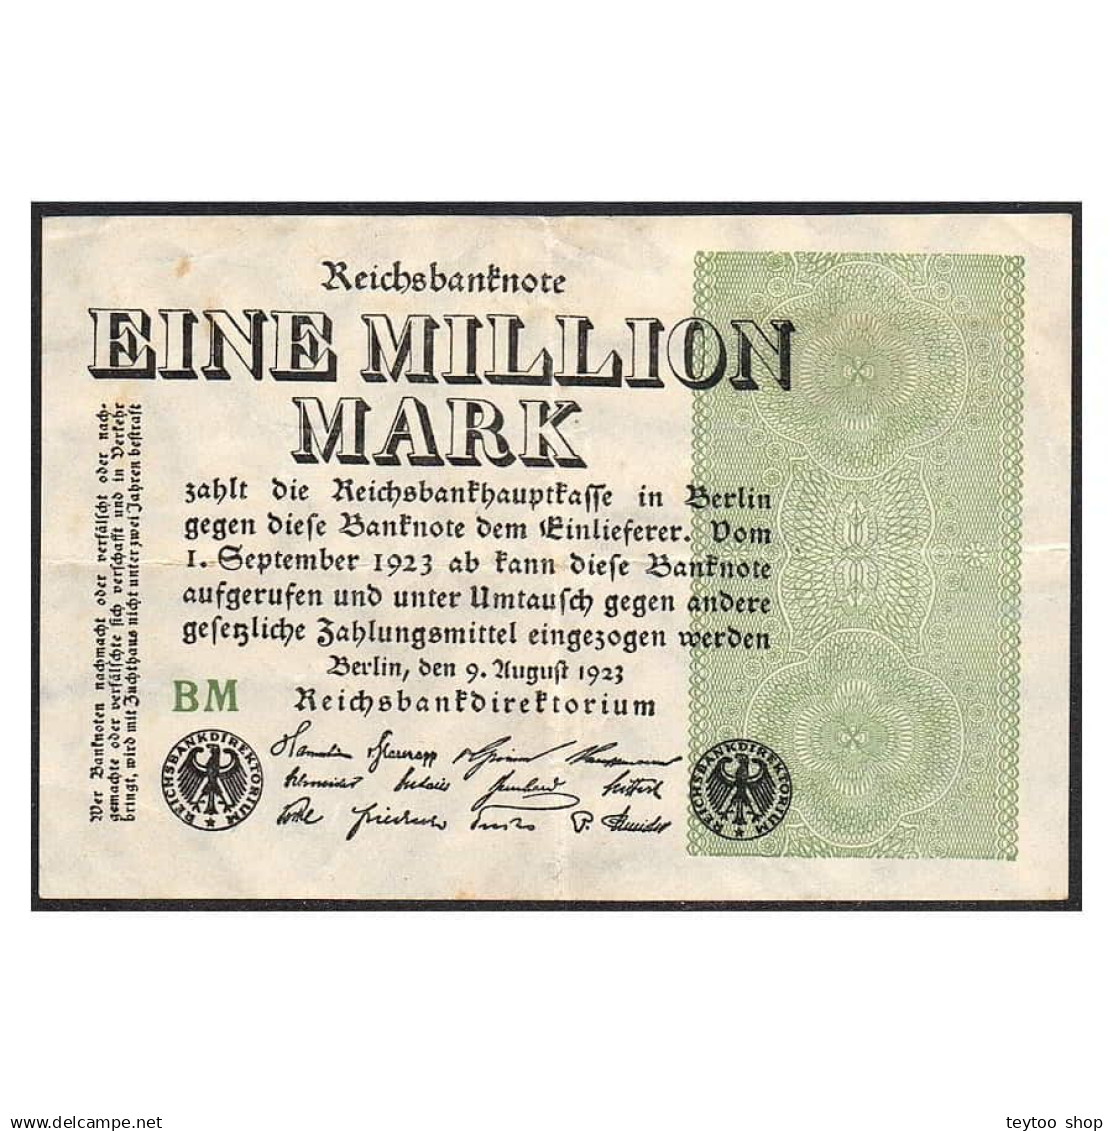 Reichsbanknote
EINE MILLION
MARK
zahlt die Reichsbankhauptkasse in Berlin
gegen diese Banknote dem Einlieferer. Vom
1. September 1923 ab kann diese Banknote
aufgerufen und unter Umtausch gegen andere
gesetzliche Zahlungsmittel eingezogen werden
Berlin, den 9. August 1923
BM Reichsbankdirektorium
Wer Banknoten nachmacht oder verfälscht oder nach-
gemachte oder verfälschte sich verschafft und in Verkehr
bringt, wird mit Zuchthaus nicht unter zwei Jahren bestraft
REICHSBANKDIREKTORIUM
REICHSBANKDIREKTORIUM
delcampe.net
teytoo shop